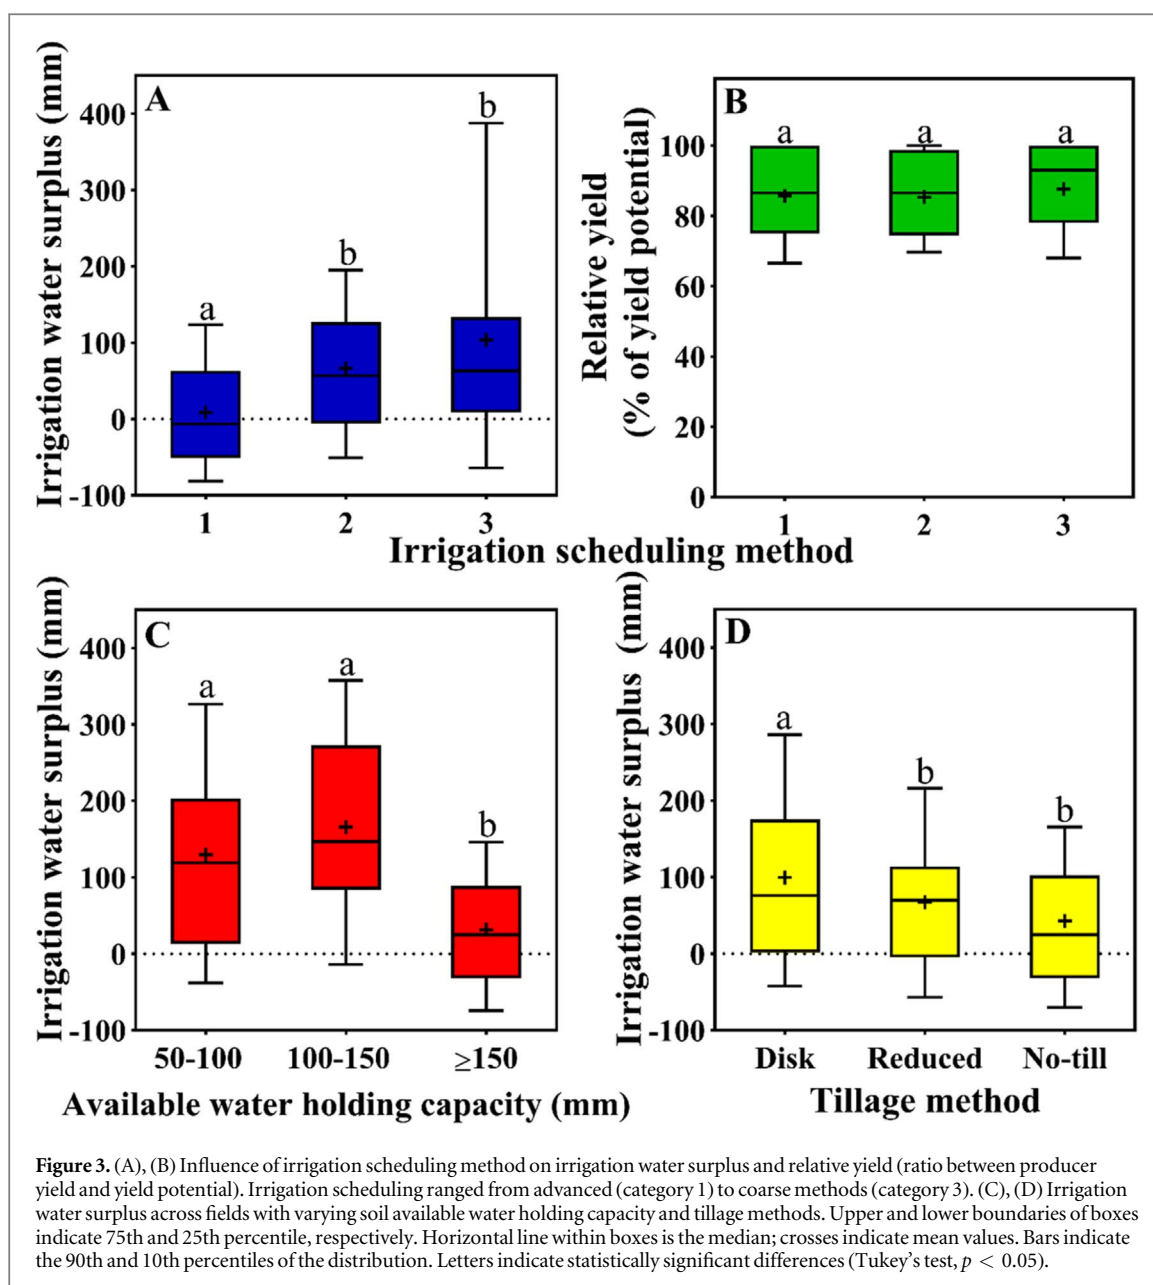 A
Irrigation water surplus (mm)
400
300
200
100
0
-100
a
b
b
1
2
3
B
Relative yield
(% of yield potential)
100
80
60
40
20
0
a
a
a
1
2
3
Irrigation scheduling method
C
Irrigation water surplus (mm)
400
300
200
100
0
-100
a
a
b
50-100
100-150
≥150
Available water holding capacity (mm)
D
Irrigation water surplus (mm)
400
300
200
100
0
-100
a
b
b
Disk
Reduced
No-till
Tillage method
Figure 3. (A), (B) Influence of irrigation scheduling method on irrigation water surplus and relative yield (ratio between producer
yield and yield potential). Irrigation scheduling ranged from advanced (category 1) to coarse methods (category 3). (C), (D) Irrigation
water surplus across fields with varying soil available water holding capacity and tillage methods. Upper and lower boundaries of boxes
indicate 75th and 25th percentile, respectively. Horizontal line within boxes is the median; crosses indicate mean values. Bars indicate
the 90th and 10th percentiles of the distribution. Letters indicate statistically significant differences (Tukey's test, p < 0.05).